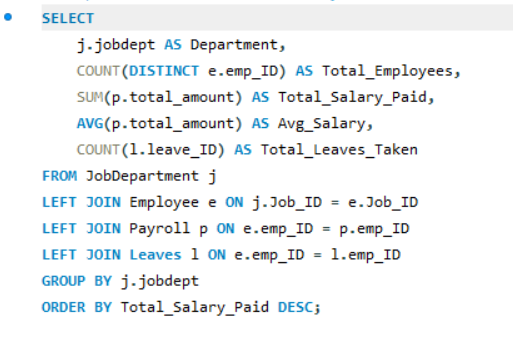 SELECT
j.jobdept AS Department,
COUNT(DISTINCT e.emp_ID) AS Total_Employees,
SUM(p.total_amount) AS Total_Salary_Paid,
AVG(p.total_amount) AS Avg_Salary,
COUNT(l.leave_ID) AS Total_Leaves_Taken
FROM JobDepartment j
LEFT JOIN Employee e ON j.Job_ID = e.Job_ID
LEFT JOIN Payroll p ON e.emp_ID = p.emp_ID
LEFT JOIN Leaves l ON e.emp_ID = l.emp_ID
GROUP BY j.jobdept
ORDER BY Total_Salary_Paid DESC;